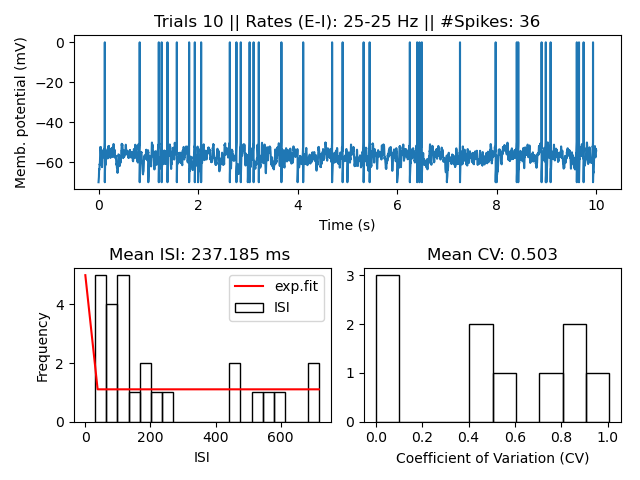 Trials 10 || Rates (E-I): 25-25 Hz || #Spikes: 36
0
−20
−40
−60
Memb. potential (mV)
0 2 4 6 8 10
Time (s)
Mean ISI: 237.185 ms
exp.fit
ISI
4
2
0
Frequency
0 200 400 600
ISI
Mean CV: 0.503
3
2
1
0
0.0 0.2 0.4 0.6 0.8 1.0
Coefficient of Variation (CV)